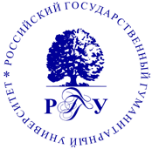 РОССИЙСКИЙ ГОСУДАРСТВЕННЫЙ ГУМАНИТАРНЫЙ УНИВЕРСИТЕТ *
РГГУ